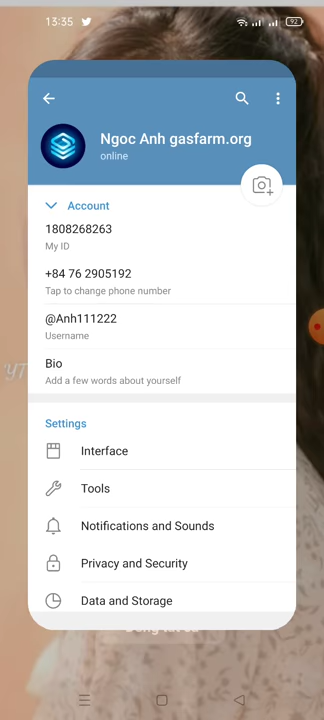 13:35
92
Ngoc Anh gasfarm.org
online
Account
1808268263
My ID
+84 76 2905192
Tap to change phone number
@Anh111222
Username
Bio
Add a few words about yourself
Settings
Interface
Tools
Notifications and Sounds
Privacy and Security
Data and Storage